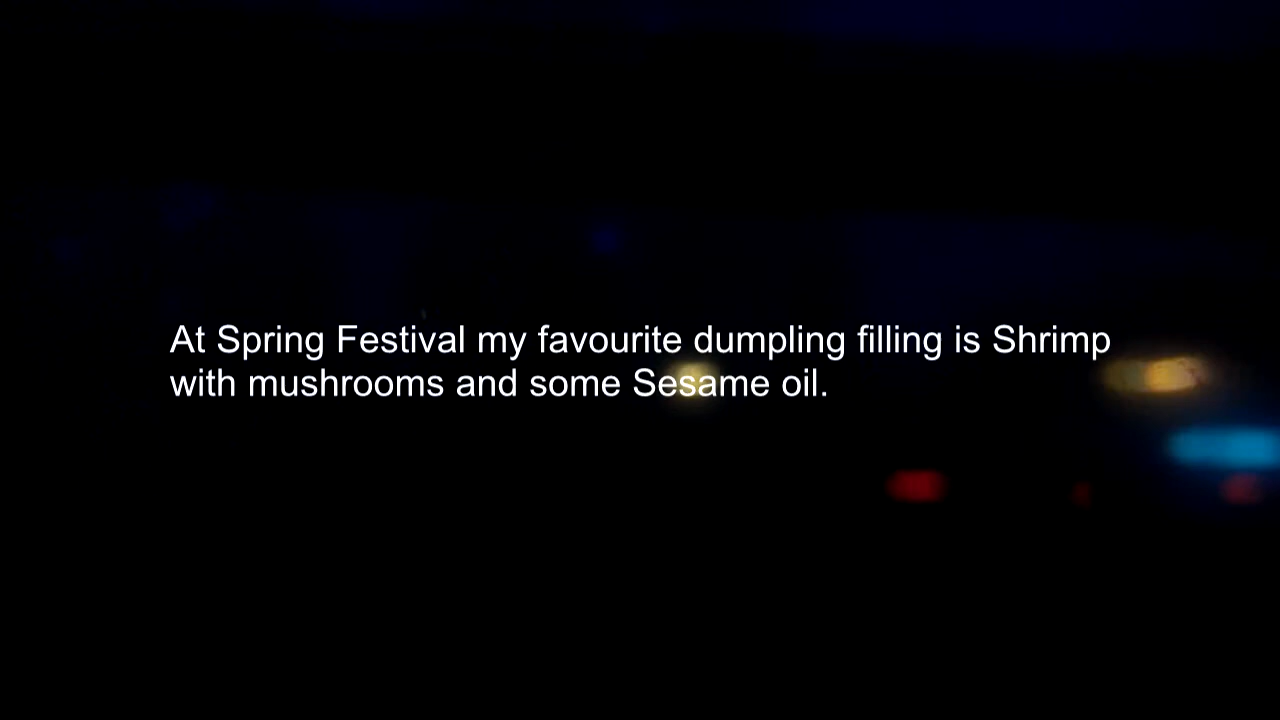 At Spring Festival my favourite dumpling filling is Shrimp
with mushrooms and some Sesame oil.